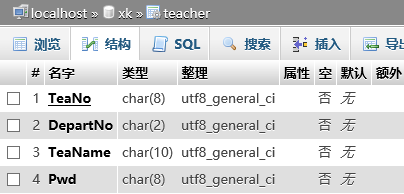 localhost » xk » teacher
浏览 结构 SQL 搜索 插入 导出
# 名字 类型 整理 属性 空 默认 额外
1 TeaNo char(8) utf8_general_ci 否 无
2 DepartNo char(2) utf8_general_ci 否 无
3 TeaName char(10) utf8_general_ci 否 无
4 Pwd char(8) utf8_general_ci 否 无